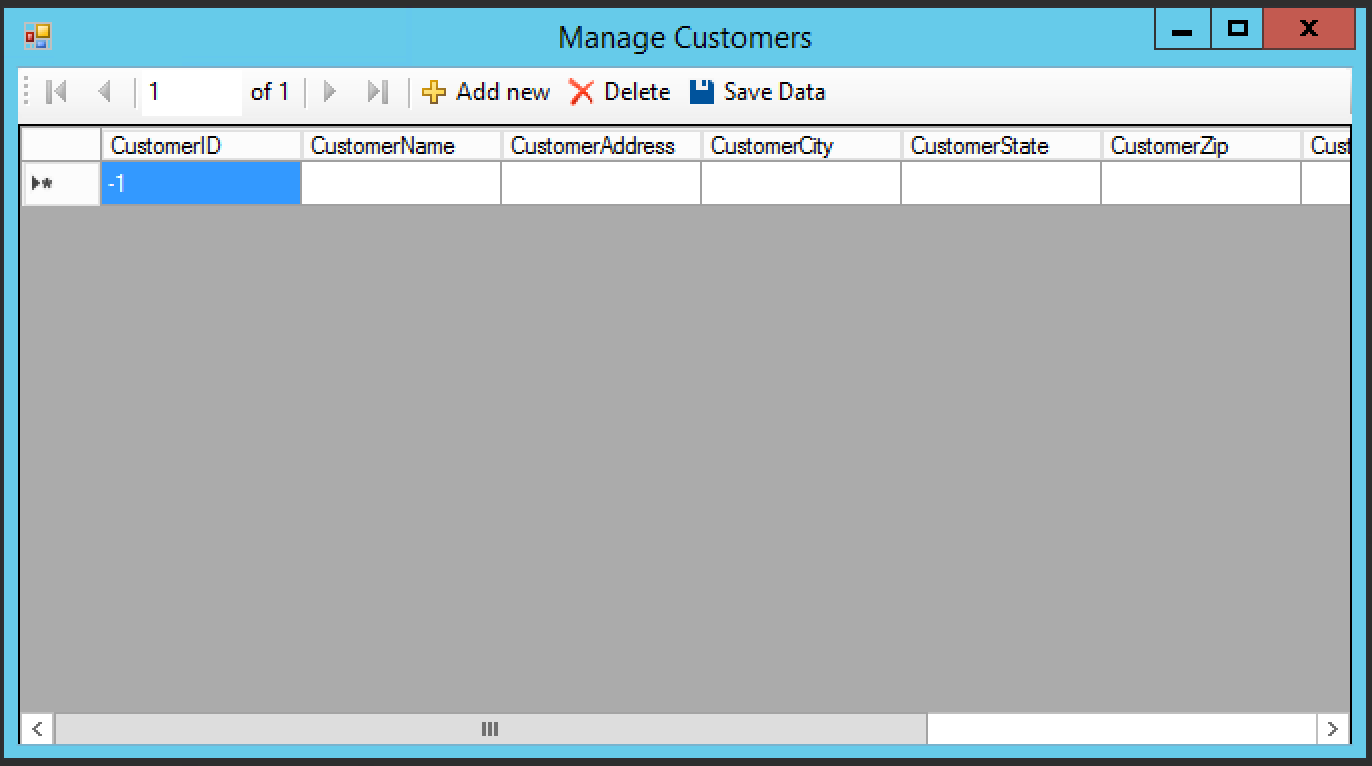 Manage Customers
1 of 1 Add new Delete Save Data
CustomerID CustomerName CustomerAddress CustomerCity CustomerState CustomerZip Cust
-1